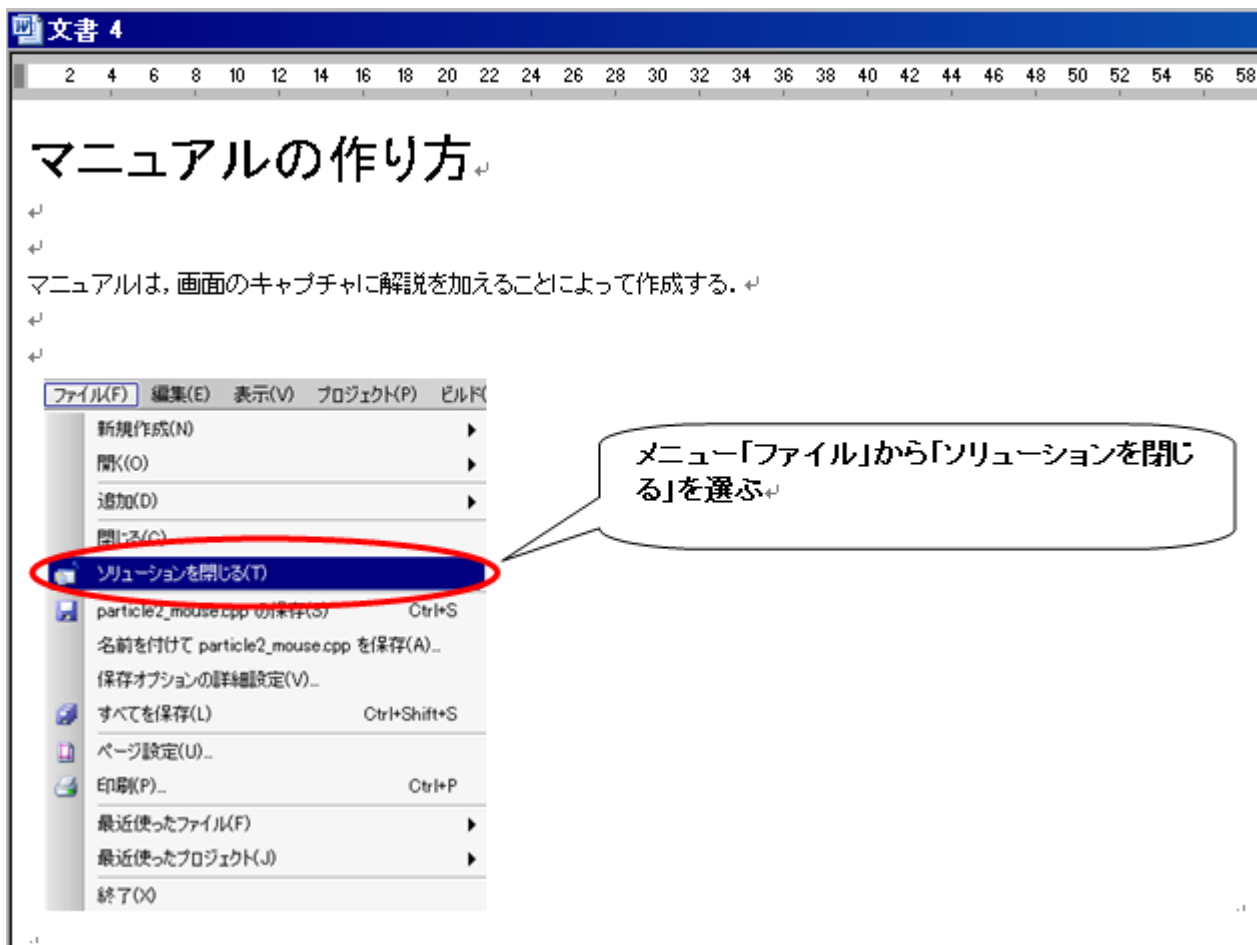 文書 4
2 4 6 8 10 12 14 16 18 20 22 24 26 28 30 32 34 36 38 40 42 44 46 48 50 52 54 56 58
マニュアルの作り方
マニュアルは，画面のキャプチャに解説を加えることによって作成する．
ファイル(F) 編集(E) 表示(V) プロジェクト(P) ビルド(
新規作成(N)
開く(O)
追加(D)
閉じる(C)
ソリューションを閉じる(T)
particle2_mouse.cpp の保存(S) Ctrl+S
名前を付けて particle2_mouse.cpp を保存(A)...
保存オプションの詳細設定(V)...
すべてを保存(L) Ctrl+Shift+S
ページ設定(U)...
印刷(P)... Ctrl+P
最近使ったファイル(F)
最近使ったプロジェクト(J)
終了(X)
メニュー「ファイル」から「ソリューションを閉じ
る」を選ぶ